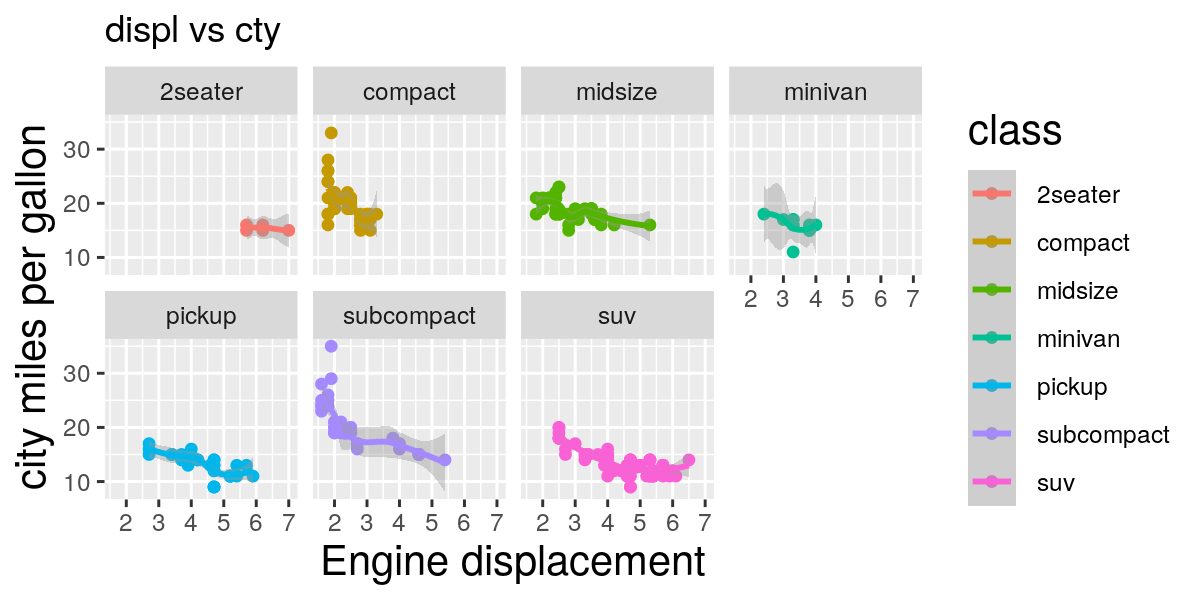 displ vs cty
2seater compact midsize minivan
30
20
10
2 3 4 5 6 7
pickup subcompact suv
30
20
10
2 3 4 5 6 7 2 3 4 5 6 7 2 3 4 5 6 7
Engine displacement
city miles per gallon
class
2seater
compact
midsize
minivan
pickup
subcompact
suv